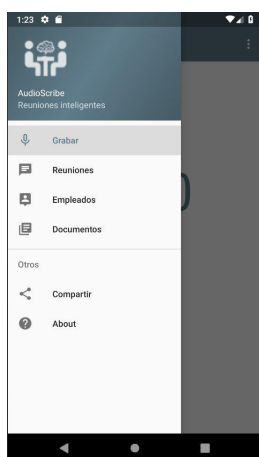 1:23
AudioScribe
Reuniones inteligentes
Grabar
Reuniones
Empleados
Documentos
Otros
Compartir
About